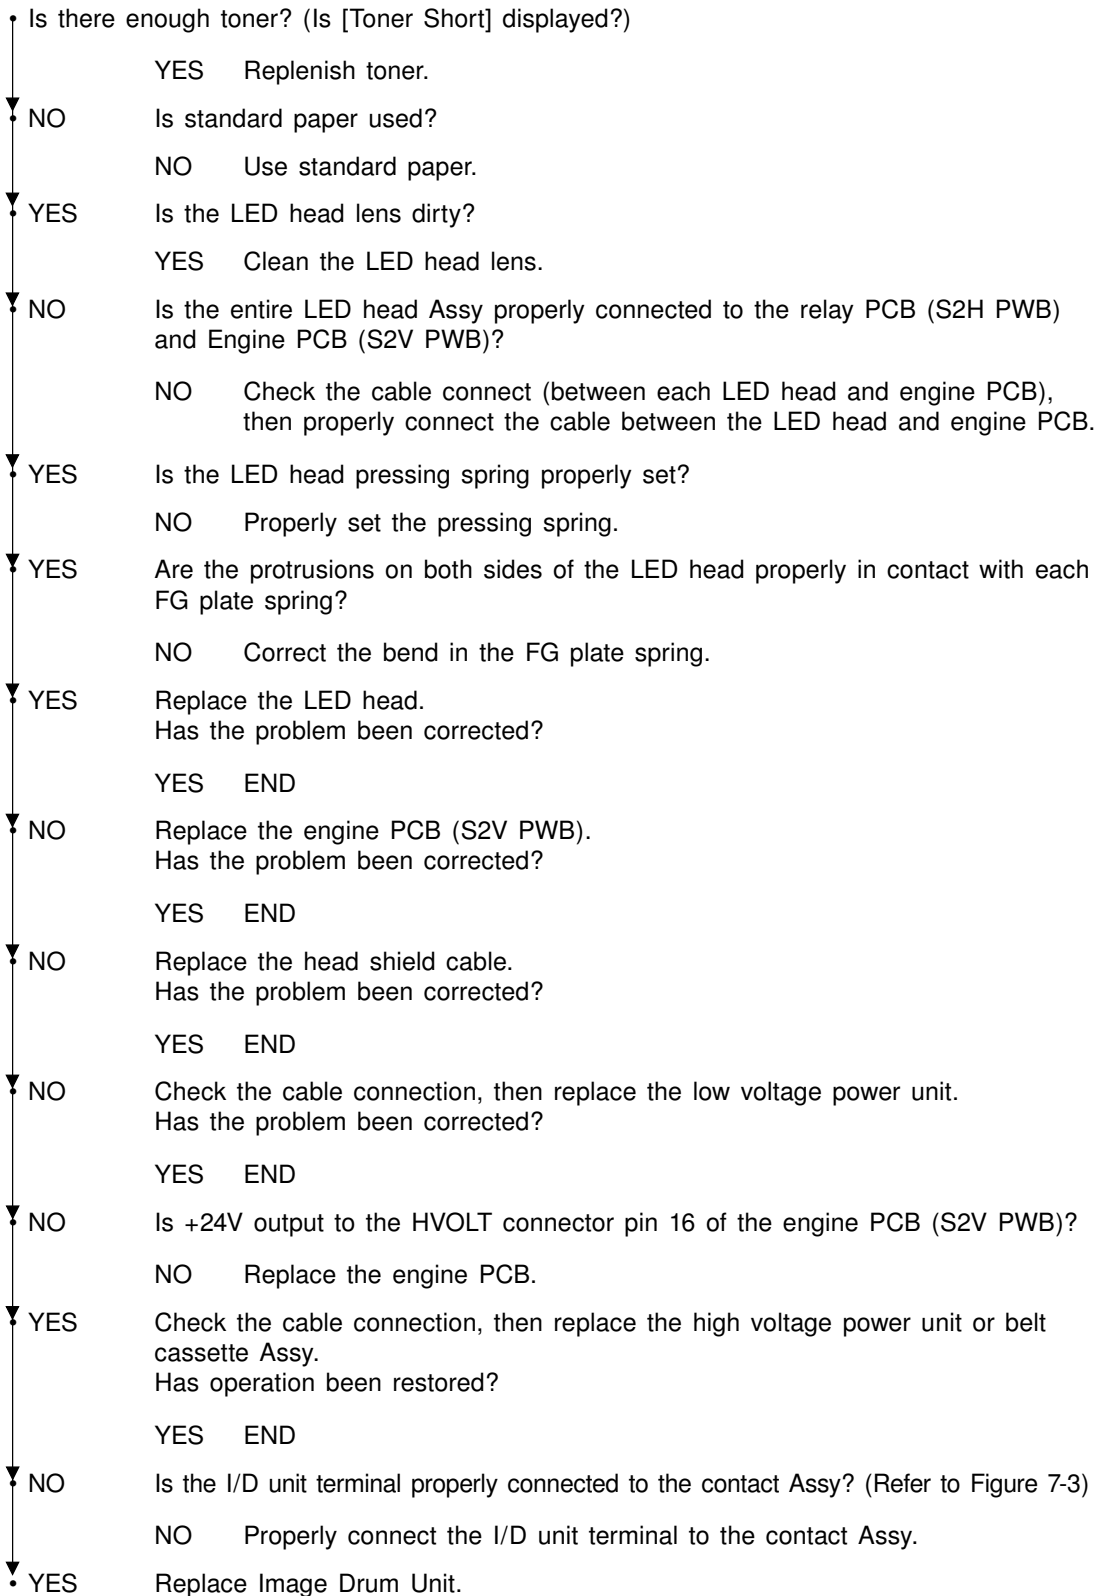 • Is there enough toner? (Is [Toner Short] displayed?)
YES Replenish toner.
• NO Is standard paper used?
NO Use standard paper.
• YES Is the LED head lens dirty?
YES Clean the LED head lens.
• NO Is the entire LED head Assy properly connected to the relay PCB (S2H PWB)
and Engine PCB (S2V PWB)?
NO Check the cable connect (between each LED head and engine PCB),
then properly connect the cable between the LED head and engine PCB.
• YES Is the LED head pressing spring properly set?
NO Properly set the pressing spring.
• YES Are the protrusions on both sides of the LED head properly in contact with each
FG plate spring?
NO Correct the bend in the FG plate spring.
• YES Replace the LED head.
Has the problem been corrected?
YES END
• NO Replace the engine PCB (S2V PWB).
Has the problem been corrected?
YES END
• NO Replace the head shield cable.
Has the problem been corrected?
YES END
• NO Check the cable connection, then replace the low voltage power unit.
Has the problem been corrected?
YES END
• NO Is +24V output to the HVOLT connector pin 16 of the engine PCB (S2V PWB)?
NO Replace the engine PCB.
• YES Check the cable connection, then replace the high voltage power unit or belt
cassette Assy.
Has operation been restored?
YES END
• NO Is the I/D unit terminal properly connected to the contact Assy? (Refer to Figure 7-3)
NO Properly connect the I/D unit terminal to the contact Assy.
• YES Replace Image Drum Unit.